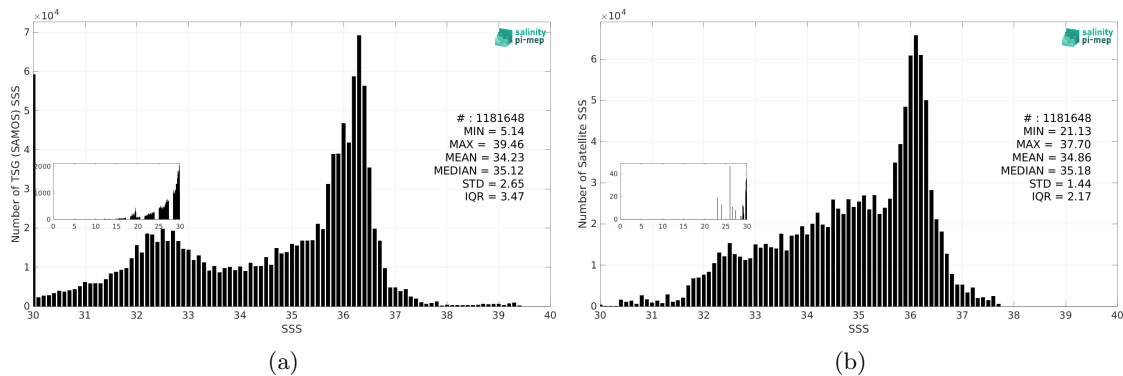 ×10⁴
7
6
5
4
3
2
1
0
Number of TSG (SAMOS) SSS
30 31 32 33 34 35 36 37 38 39 40
SSS
salinity
pi-mep
# : 1181648
MIN = 5.14
MAX = 39.46
MEAN = 34.23
MEDIAN = 35.12
STD = 2.65
IQR = 3.47
2000
1000
0
0 5 10 15 20 25 30
(a)
×10⁴
6
5
4
3
2
1
0
Number of Satellite SSS
30 31 32 33 34 35 36 37 38 39 40
SSS
salinity
pi-mep
# : 1181648
MIN = 21.13
MAX = 37.70
MEAN = 34.86
MEDIAN = 35.18
STD = 1.44
IQR = 2.17
40
20
0
0 5 10 15 20 25 30
(b)